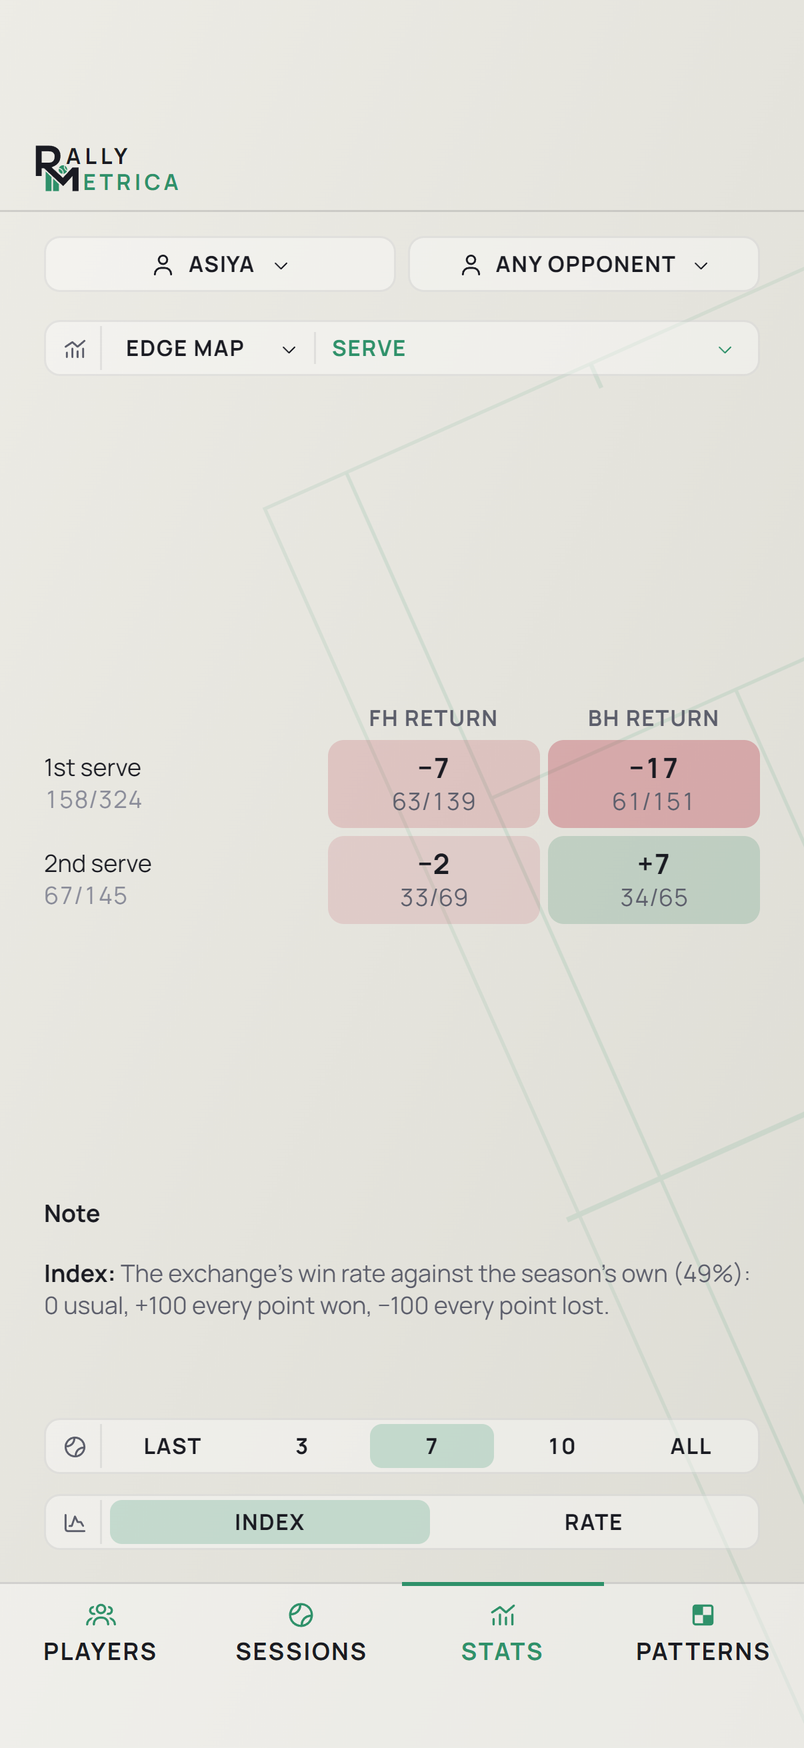 RALLY
METRICA
ASIYA
ANY OPPONENT
EDGE MAP
SERVE
FH RETURN
BH RETURN
1st serve
158/324
−7
63/139
−17
61/151
2nd serve
67/145
−2
33/69
+7
34/65
Note
Index: The exchange’s win rate against the season’s own (49%):
0 usual, +100 every point won, −100 every point lost.
LAST 3 7 10 ALL
INDEX RATE
PLAYERS SESSIONS STATS PATTERNS